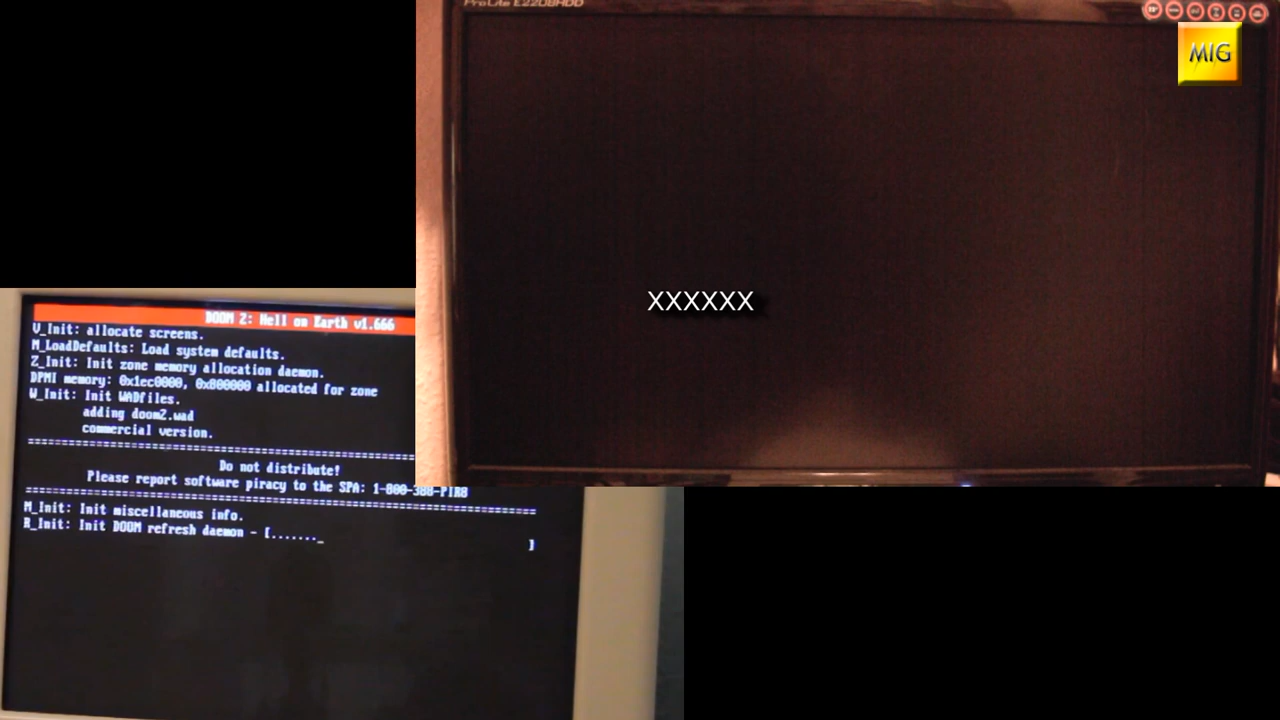 ProLite E2208HDD
MIG
XXXXXX
DOOM 2: Hell on Earth v1.666
V_Init: allocate screens.
M_LoadDefaults: Load system defaults.
Z_Init: Init zone memory allocation daemon.
DPMI memory: 0x1ec0000, 0x800000 allocated for zone
W_Init: Init WADfiles.
adding doom2.wad
commercial version.
===========================================================================
Do not distribute!
Please report software piracy to the SPA: 1-800-388-PIR8
===========================================================================
M_Init: Init miscellaneous info.
R_Init: Init DOOM refresh daemon - [......._ ]